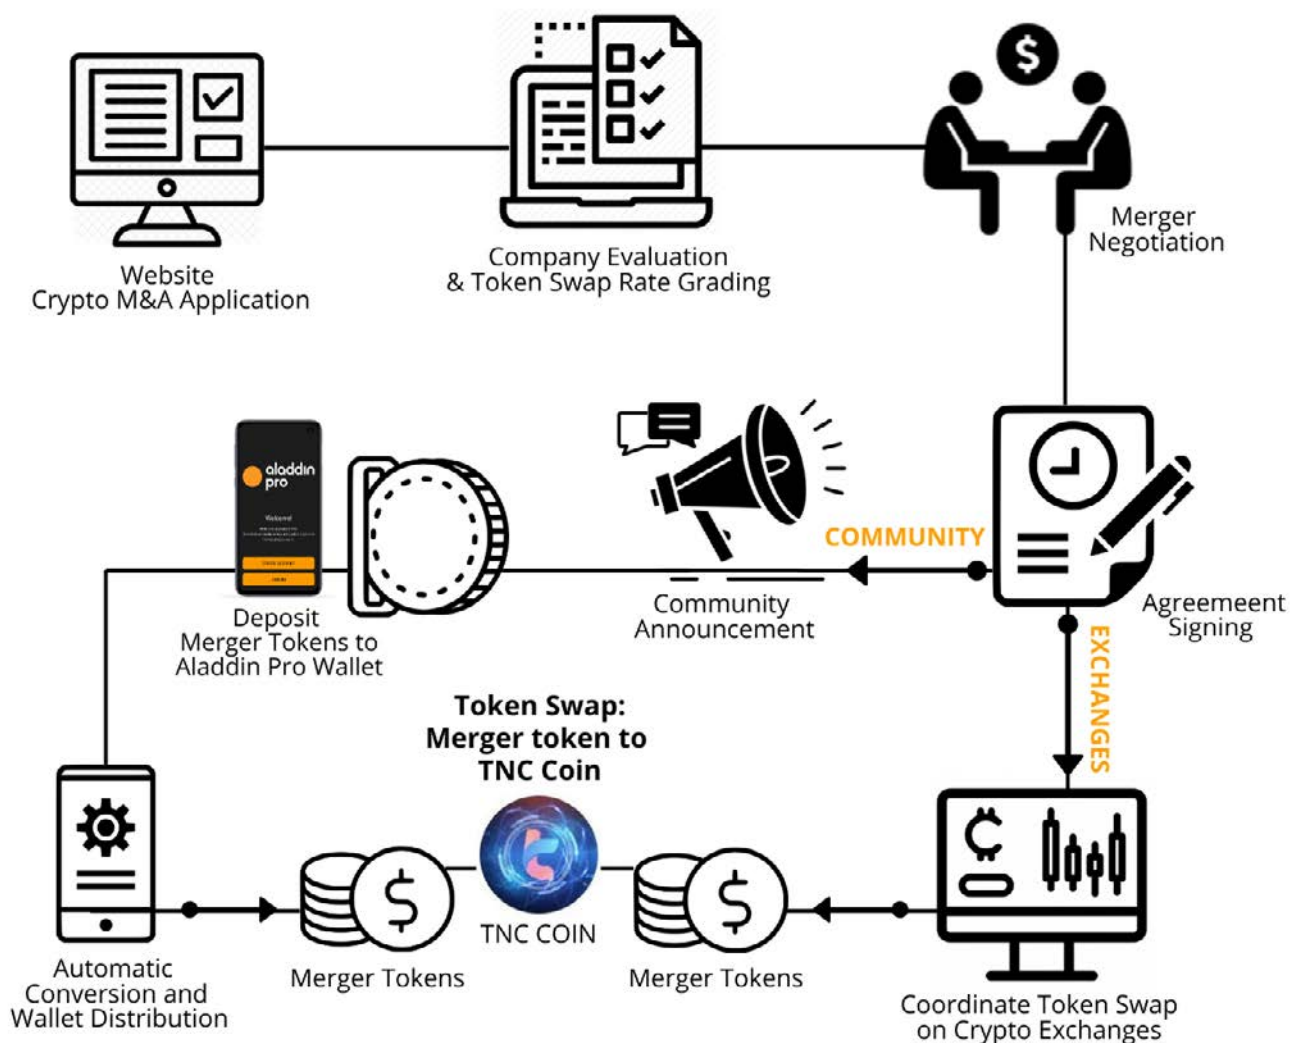 Website
Crypto M&A Application
Company Evaluation
& Token Swap Rate Grading
Merger
Negotiation
aladdin
pro
Welcome!
Deposit
Merger Tokens to
Aladdin Pro Wallet
Community
Announcement
COMMUNITY
Agreemeent
Signing
EXCHANGES
Token Swap:
Merger token to
TNC Coin
TNC COIN
Automatic
Conversion and
Wallet Distribution
Merger Tokens
Merger Tokens
Coordinate Token Swap
on Crypto Exchanges